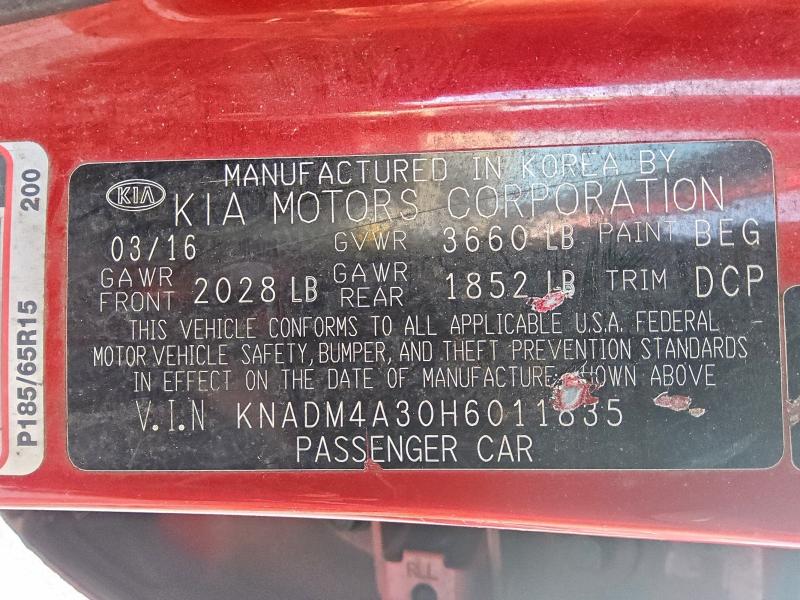 MANUFACTURED IN KOREA BY
KIA KIA MOTORS CORPORATION
03/16 GVWR 3660 LB PAINT BEG
GAWR FRONT 2028 LB GAWR REAR 1852 LB TRIM DCP
THIS VEHICLE CONFORMS TO ALL APPLICABLE U.S.A. FEDERAL
MOTOR VEHICLE SAFETY, BUMPER, AND THEFT PREVENTION STANDARDS
IN EFFECT ON THE DATE OF MANUFACTURE SHOWN ABOVE.
V.I.N KNADM4A30H6011835
PASSENGER CAR
P185/65R15 200
RLL